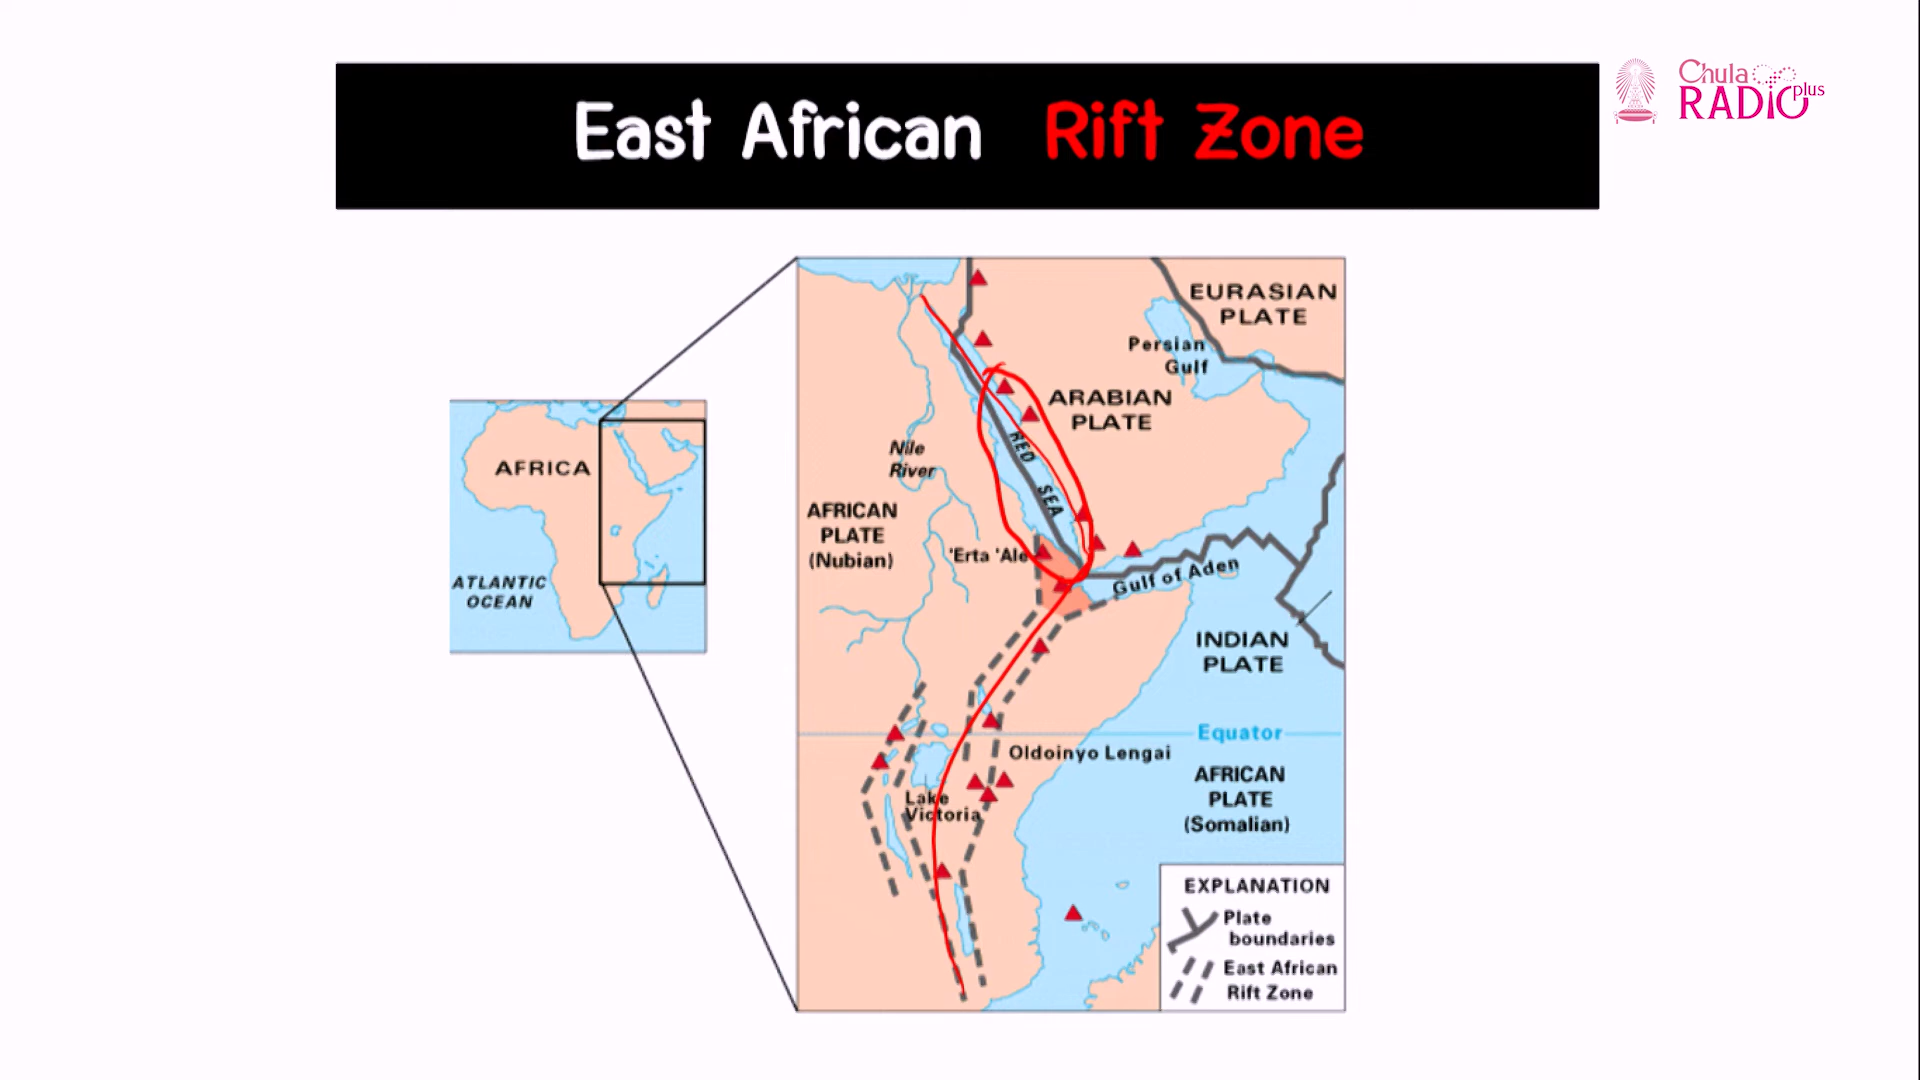 East African Rift Zone
Chula
RADIO plus
EURASIAN
PLATE
Persian
Gulf
ARABIAN
PLATE
RED SEA
Nile
River
AFRICA
AFRICAN
PLATE
(Nubian)
'Erta 'Ale
Gulf of Aden
ATLANTIC
OCEAN
INDIAN
PLATE
Equator
Oldoinyo Lengai
AFRICAN
PLATE
(Somalian)
Lake
Victoria
EXPLANATION
Plate
boundaries
East African
Rift Zone